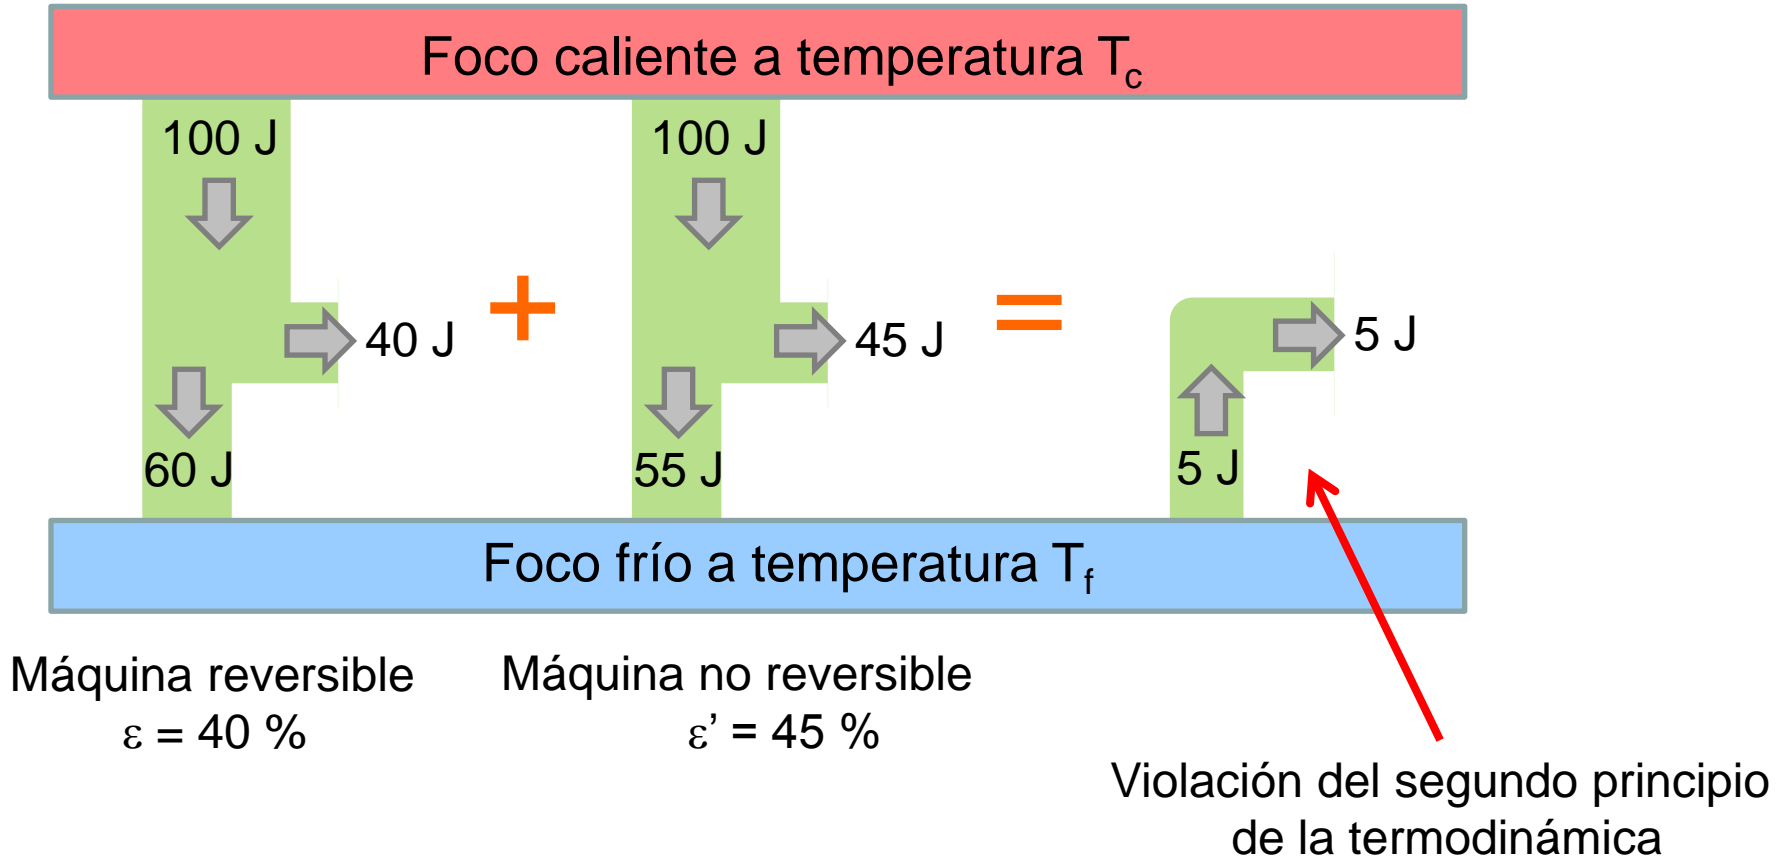 Foco caliente a temperatura Tc
100 J
100 J
+
=
40 J
45 J
5 J
60 J
55 J
5 J
Foco frío a temperatura Tf
Máquina reversible
ε = 40 %
Máquina no reversible
ε’ = 45 %
Violación del segundo principio
de la termodinámica